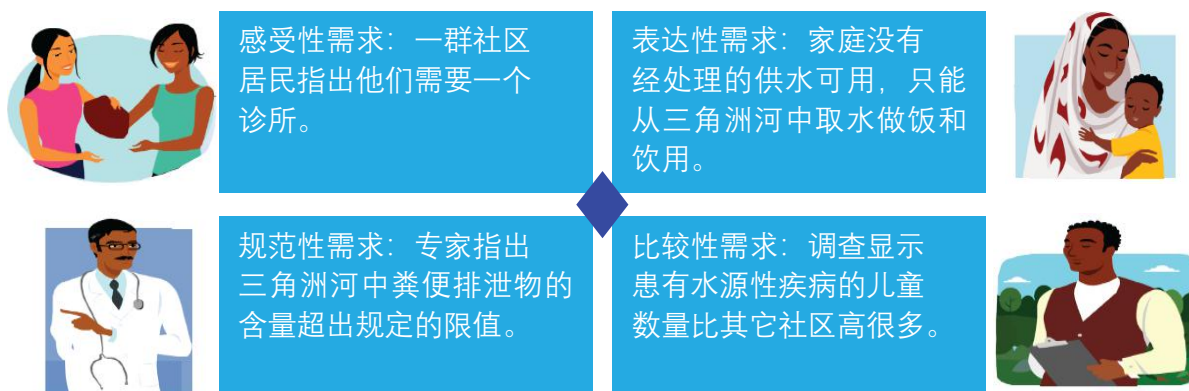 感受性需求：一群社区
居民指出他们需要一个
诊所。
表达性需求：家庭没有
经处理的供水可用，只能
从三角洲河中取水做饭和
饮用。
规范性需求：专家指出
三角洲河中粪便排泄物的
含量超出规定的限值。
比较性需求：调查显示
患有水源性疾病的儿童
数量比其它社区高很多。